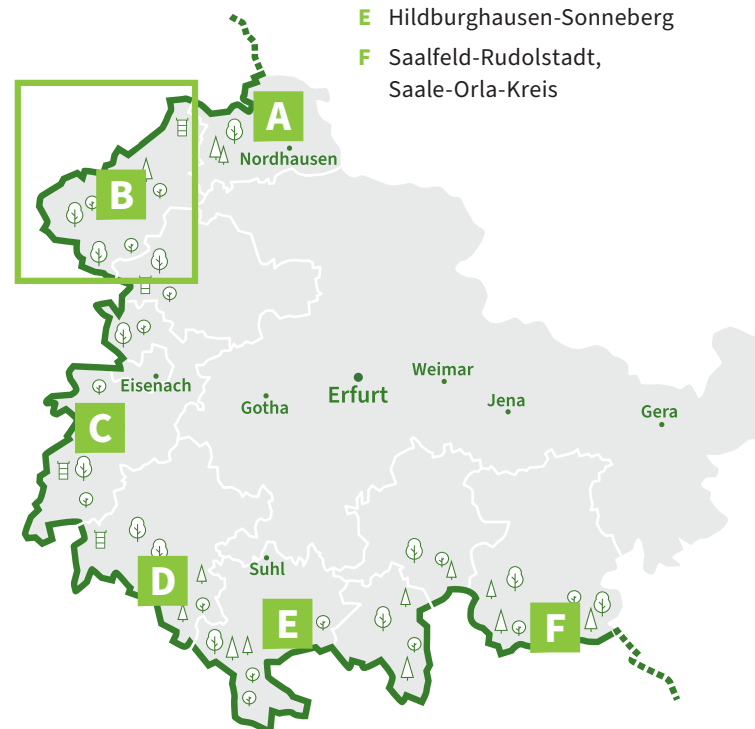 E Hildburghausen-Sonneberg
F Saalfeld-Rudolstadt,
Saale-Orla-Kreis
A
Nordhausen
B
Eisenach
Gotha
Erfurt
Weimar
Jena
Gera
C
D
Suhl
E
F